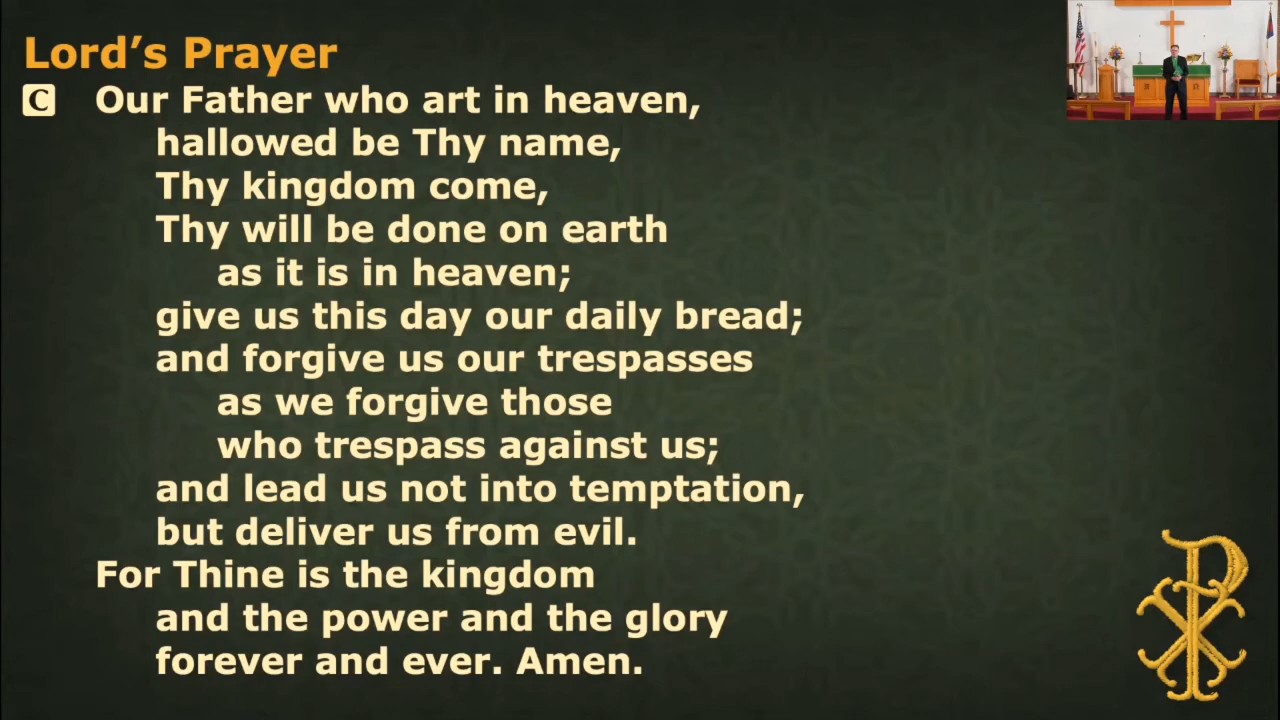 Lord’s Prayer
C Our Father who art in heaven,
hallowed be Thy name,
Thy kingdom come,
Thy will be done on earth
as it is in heaven;
give us this day our daily bread;
and forgive us our trespasses
as we forgive those
who trespass against us;
and lead us not into temptation,
but deliver us from evil.
For Thine is the kingdom
and the power and the glory
forever and ever. Amen.